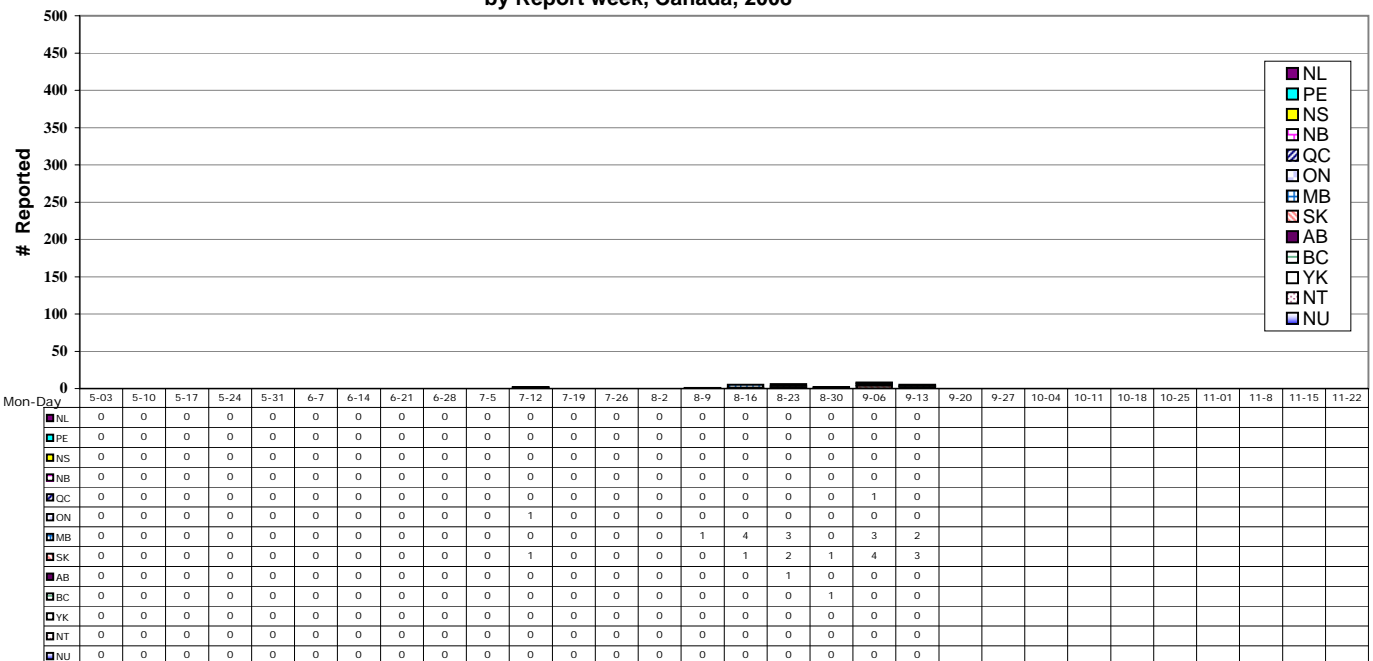 by Report week, Canada, 2008
500
450
400
350
300
250
200
150
100
50
0
# Reported
NL
PE
NS
NB
QC
ON
MB
SK
AB
BC
YK
NT
NU
Mon-Day 5-03 5-10 5-17 5-24 5-31 6-7 6-14 6-21 6-28 7-5 7-12 7-19 7-26 8-2 8-9 8-16 8-23 8-30 9-06 9-13 9-20 9-27 10-04 10-11 10-18 10-25 11-01 11-8 11-15 11-22
NL 0 0 0 0 0 0 0 0 0 0 0 0 0 0 0 0 0 0 0 0
PE 0 0 0 0 0 0 0 0 0 0 0 0 0 0 0 0 0 0 0 0
NS 0 0 0 0 0 0 0 0 0 0 0 0 0 0 0 0 0 0 0 0
NB 0 0 0 0 0 0 0 0 0 0 0 0 0 0 0 0 0 0 0 0
QC 0 0 0 0 0 0 0 0 0 0 0 0 0 0 0 0 0 0 1 0
ON 0 0 0 0 0 0 0 0 0 0 1 0 0 0 0 0 0 0 0 0
MB 0 0 0 0 0 0 0 0 0 0 0 0 0 0 1 4 3 0 3 2
SK 0 0 0 0 0 0 0 0 0 0 1 0 0 0 0 1 2 1 4 3
AB 0 0 0 0 0 0 0 0 0 0 0 0 0 0 0 0 1 0 0 0
BC 0 0 0 0 0 0 0 0 0 0 0 0 0 0 0 0 0 1 0 0
YK 0 0 0 0 0 0 0 0 0 0 0 0 0 0 0 0 0 0 0 0
NT 0 0 0 0 0 0 0 0 0 0 0 0 0 0 0 0 0 0 0 0
NU 0 0 0 0 0 0 0 0 0 0 0 0 0 0 0 0 0 0 0 0